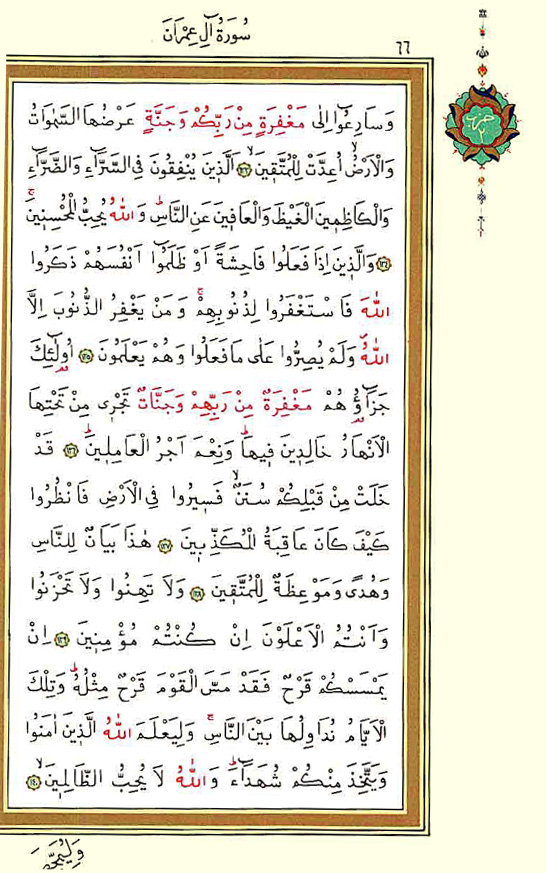 سُورَةُ اٰلِ عِمْرَانَ
٦٦
وَسَارِعُٓوا اِلٰى مَغْفِرَةٍ مِنْ رَبِّكُمْ وَجَنَّةٍ عَرْضُهَا السَّمٰوَاتُ
وَالْاَرْضُۙ اُعِدَّتْ لِلْمُتَّق۪ينَۙ ﴿١٣٣﴾ اَلَّذ۪ينَ يُنْفِقُونَ فِي السَّرَّٓاءِ وَالضَّرَّٓاءِ
وَالْكَاظِم۪ينَ الْغَيْظَ وَالْعَاف۪ينَ عَنِ النَّاسِۜ وَاللّٰهُ يُحِبُّ الْمُحْسِن۪ينَۚ
﴿١٣٤﴾ وَالَّذ۪ينَ اِذَا فَعَلُوا فَاحِشَةً اَوْ ظَلَمُٓوا اَنْفُسَهُمْ ذَكَرُوا
اللّٰهَ فَاسْتَغْفَرُوا لِذُنُوبِهِمْۚ وَمَنْ يَغْفِرُ الذُّنُوبَ اِلَّا
اللّٰهُۖ وَلَمْ يُصِرُّوا عَلٰى مَا فَعَلُوا وَهُمْ يَعْلَمُونَ ﴿١٣٥﴾ اُو۬لٰٓئِكَ
جَزَٓاؤُ۬هُمْ مَغْفِرَةٌ مِنْ رَبِّهِمْ وَجَنَّاتٌ تَجْر۪ي مِنْ تَحْتِهَا
الْاَنْهَارُ خَالِد۪ينَ ف۪يهَاۜ وَنِعْمَ اَجْرُ الْعَامِل۪ينَۜ ﴿١٣٦﴾ قَدْ
خَلَتْ مِنْ قَبْلِكُمْ سُنَنٌۙ فَس۪يرُوا فِي الْاَرْضِ فَانْظُرُوا
كَيْفَ كَانَ عَاقِبَةُ الْمُكَذِّب۪ينَ ﴿١٣٧﴾ هٰذَا بَيَانٌ لِلنَّاسِ
وَهُدًى وَمَوْعِظَةٌ لِلْمُتَّق۪ينَ ﴿١٣٨﴾ وَلَا تَهِنُوا وَلَا تَحْزَنُوا
وَاَنْتُمُ الْاَعْلَوْنَ اِنْ كُنْتُمْ مُؤْمِن۪ينَ ﴿١٣٩﴾ اِنْ
يَمْسَسْكُمْ قَرْحٌ فَقَدْ مَسَّ الْقَوْمَ قَرْحٌ مِثْلُهُۜ وَتِلْكَ
الْاَيَّامُ نُدَاوِلُهَا بَيْنَ النَّاسِۚ وَلِيَعْلَمَ اللّٰهُ الَّذ۪ينَ اٰمَنُوا
وَيَتَّخِذَ مِنْكُمْ شُهَدَٓاءَۜ وَاللّٰهُ لَا يُحِبُّ الظَّالِم۪ينَۙ ﴿١٤٠﴾
وَلِيُمَحِّصَ